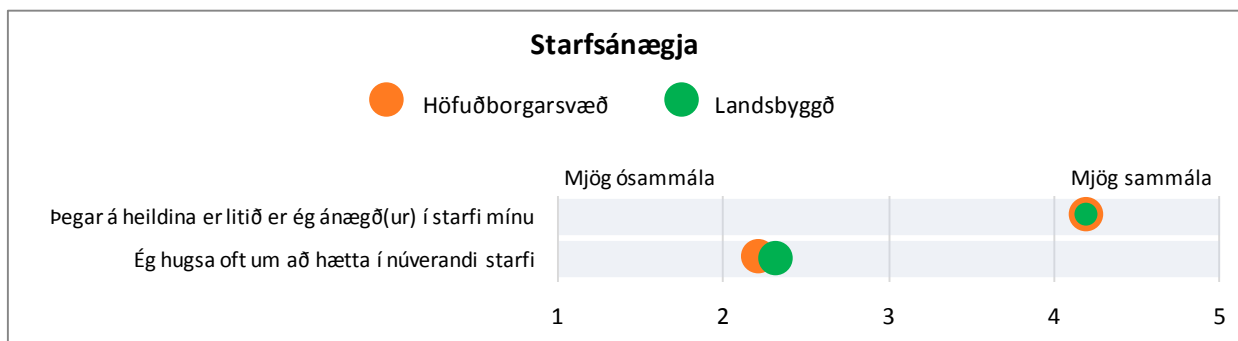 Starfsánægja
Höfuðborgarsvæð
Landsbyggð
Mjög ósammála
Mjög sammála
Þegar á heildina er litið er ég ánægð(ur) í starfi mínu
Ég hugsa oft um að hætta í núverandi starfi
1 2 3 4 5